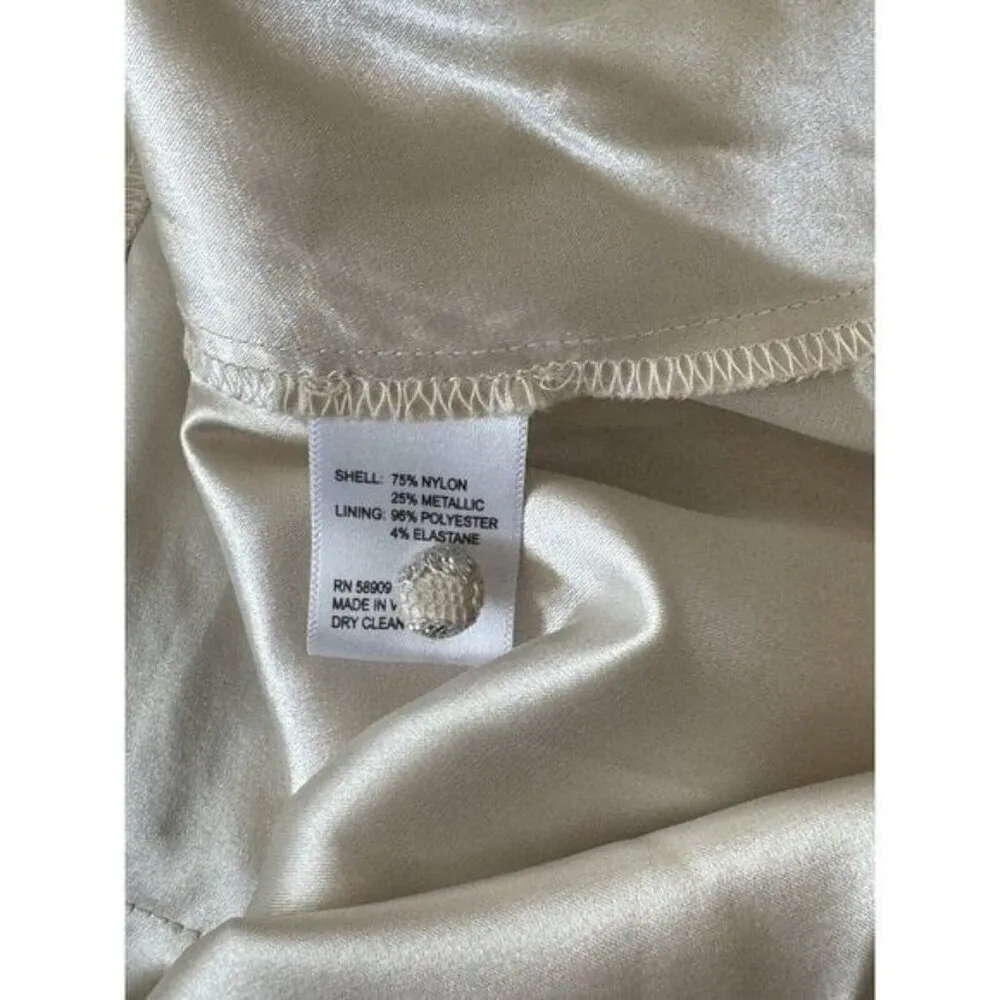 SHELL: 75% NYLON
25% METALLIC
LINING: 96% POLYESTER
4% ELASTANE
RN 58909
MADE IN V
DRY CLEAN